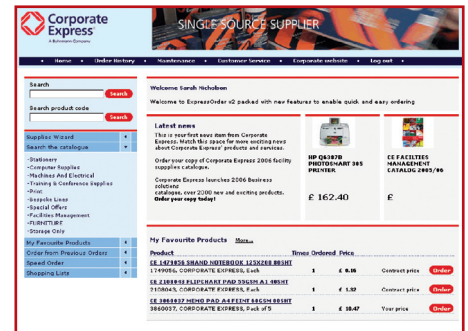 Corporate
Express
A Buhrmann Company
SINGLE SOURCE SUPPLIER
• Home • Order History • Maintenance • Customer Service • Corporate website • Log out •
Search
Search
Search product code
Search
Supplies Wizard
Search the catalogue
-Stationery
-Computer Supplies
-Machines And Electrical
-Training & Conference Supplies
-Print
-Bespoke Lines
-Special Offers
-Facilities Management
-FURNITURE
-Storage Only
My Favourite Products
Order from Previous Orders
Speed Order
Shopping Lists
Welcome Sarah Nicholson
Welcome to ExpressOrder v2 packed with new features to enable quick and easy ordering
Latest news
This is your first news item from Corporate
Express. Watch this space for more exciting news
about Corporate Express' products and services.
Order your copy of Corporate Express 2006 facility
supplies catalogue.
Corporate Express launches 2006 Business
solutions
catalogue, over 2000 new and exciting products.
Order your copy today!
HP Q6387B
PHOTOSMART 385
PRINTER
£ 162.40
CE FACILTIES
MANAGEMENT
CATALOG 2005/06
£
My Favourite Products More...
Product Times Ordered Price
CE 1479056 SHAND NOTEBOOK 125X200 80SHT
1749056, CORPORATE EXPRESS, Each 1 £ 0.16 Contract price Order
CE 2108043 FLIPCHART PAD 55GSM A1 40SHT
2108043, CORPORATE EXPRESS, Each 1 £ 1.32 Contract price Order
CE 3860037 MEMO PAD A4 FEINT 60GSM 80SHT
3860037, CORPORATE EXPRESS, Pack of 5 1 £ 10.47 Your price Order